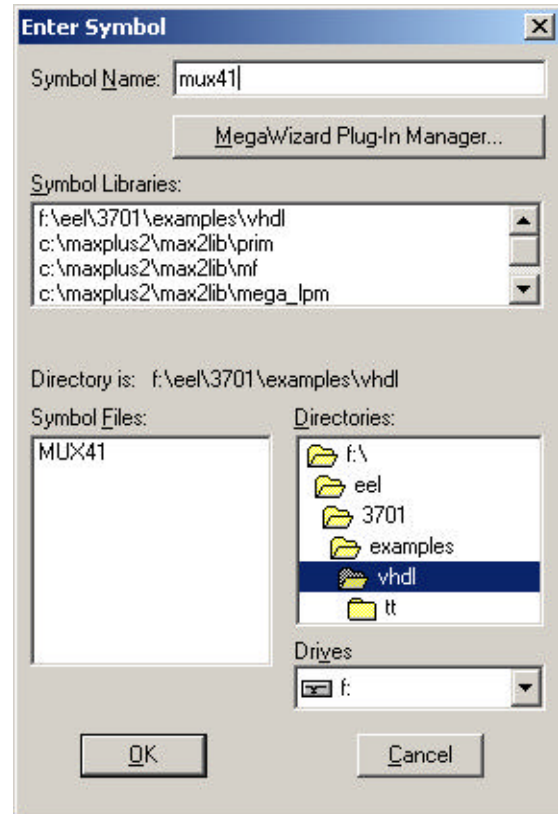 Enter Symbol
Symbol Name: mux41
MegaWizard Plug-In Manager...
Symbol Libraries:
f:\eel\3701\examples\vhdl
c:\maxplus2\max2lib\prim
c:\maxplus2\max2lib\mf
c:\maxplus2\max2lib\mega_lpm
Directory is: f:\eel\3701\examples\vhdl
Symbol Files:
MUX41
Directories:
f:\
eel
3701
examples
vhdl
tt
Drives
f:
OK
Cancel